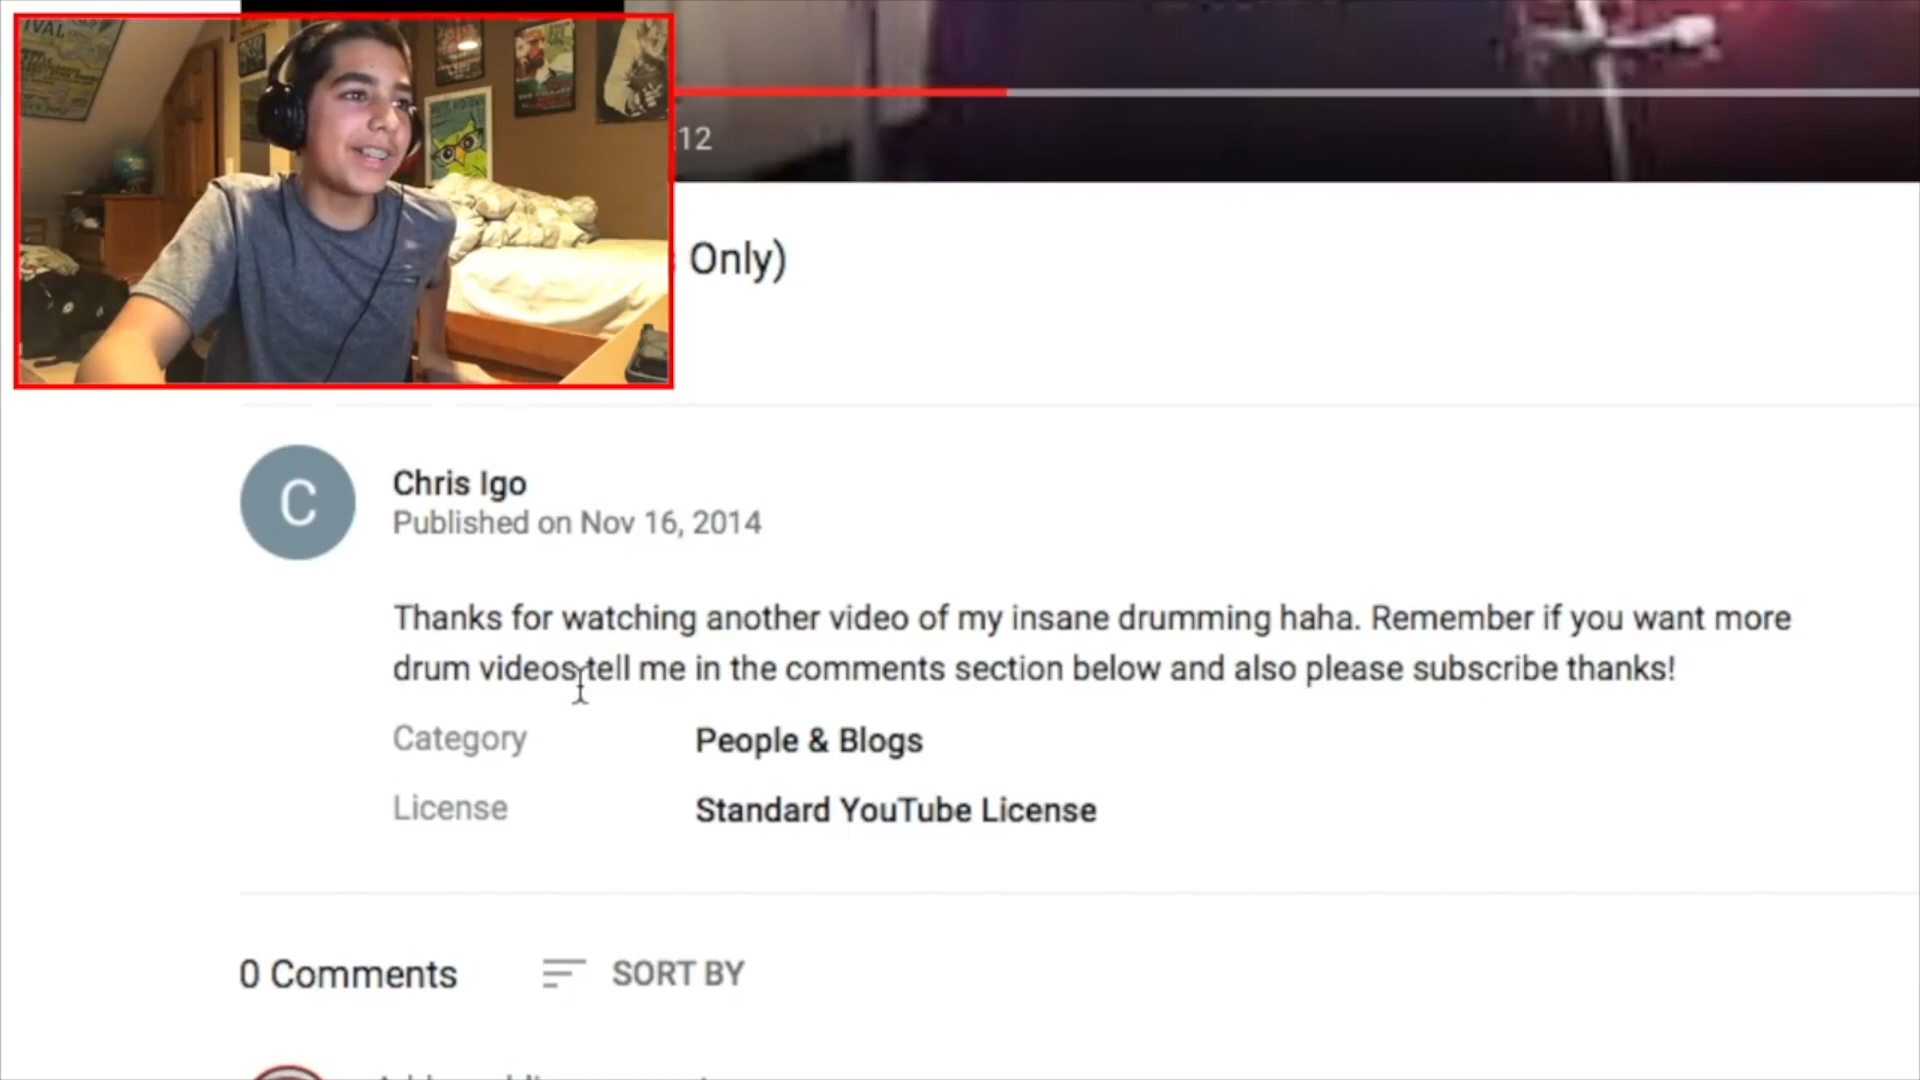 IVAL
12
Only)
C
Chris Igo
Published on Nov 16, 2014
Thanks for watching another video of my insane drumming haha. Remember if you want more
drum videos tell me in the comments section below and also please subscribe thanks!
Category
People & Blogs
License
Standard YouTube License
0 Comments
SORT BY